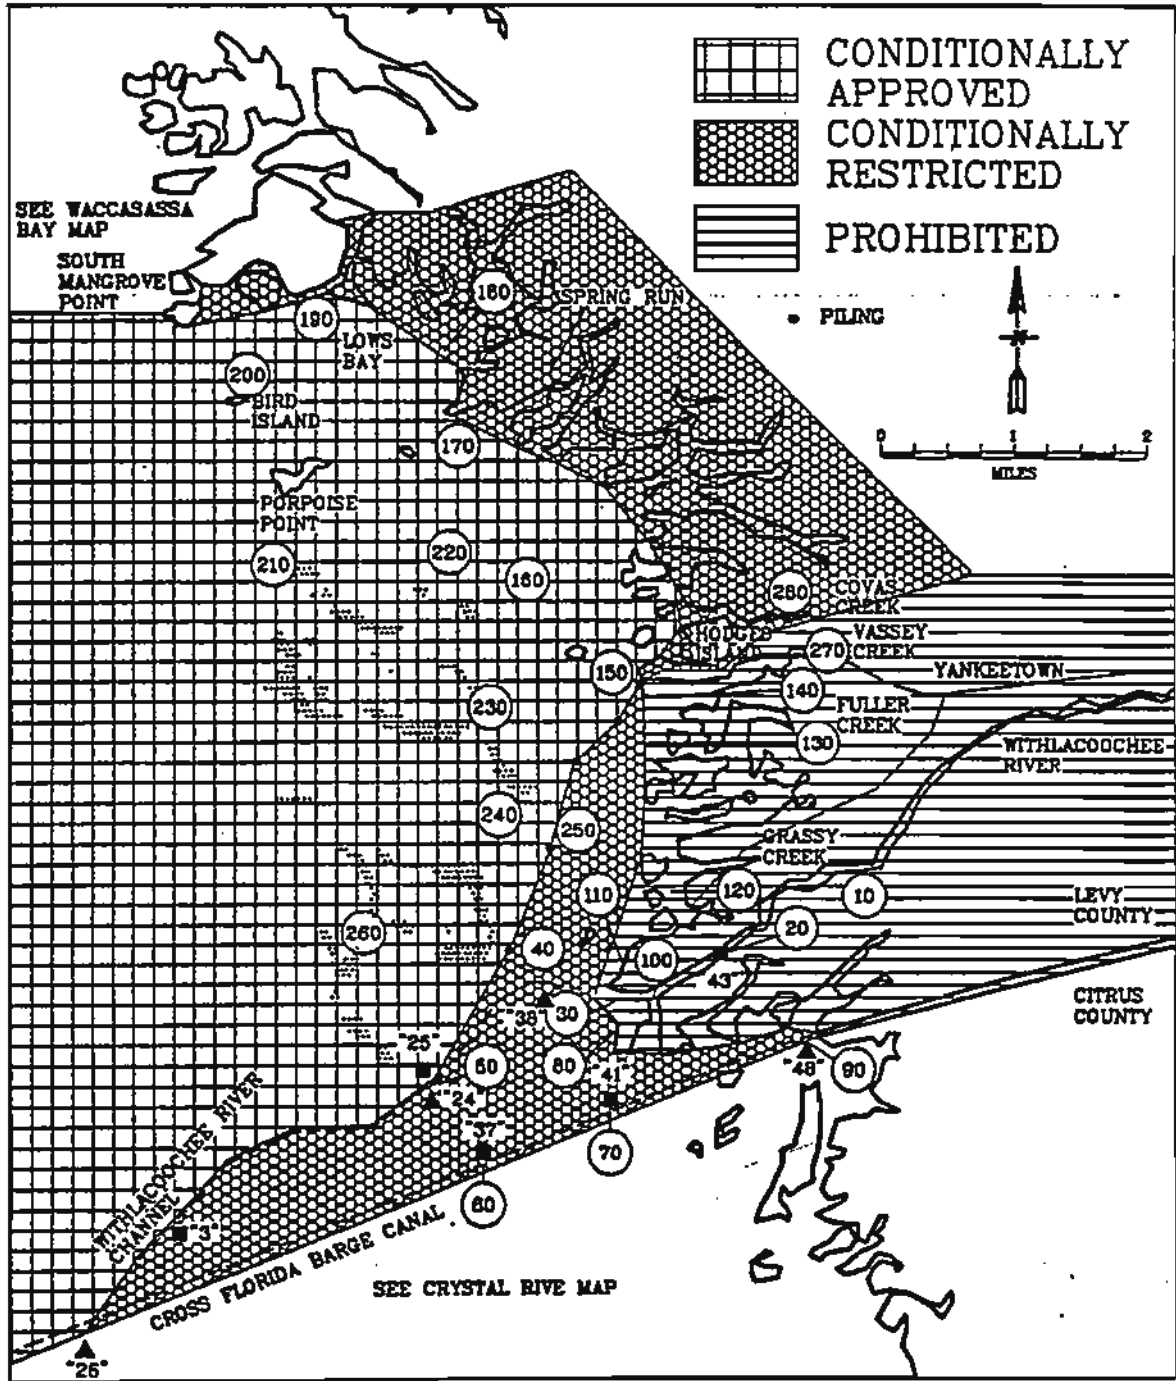 CONDITIONALLY
APPROVED
CONDITIONALLY
RESTRICTED
PROHIBITED
SEE WACCASASSA
BAY MAP
SOUTH
MANGROVE
POINT
180
SPRING RUN
PILING
N
190
LOWS
BAY
200
BIRD
ISLAND
170
0 1 2
MILES
PORPOISE
POINT
210
220
160
280
COVAS
CREEK
HODGES
ISLAND
VASSEY
CREEK
270
150
YANKEETOWN
140
230
FULLER
CREEK
130
WITHLACOOCHEE
RIVER
240
250
GRASSY
CREEK
110
120
10
LEVY
COUNTY
260
40
20
100
43"
"38"
30
CITRUS
COUNTY
"25"
50
80
"41"
"48"
90
"24"
"37"
70
WITHLACOOCHEE RIVER
CHANNEL
"3"
60
CROSS FLORIDA BARGE CANAL
SEE CRYSTAL RIVE MAP
"26"